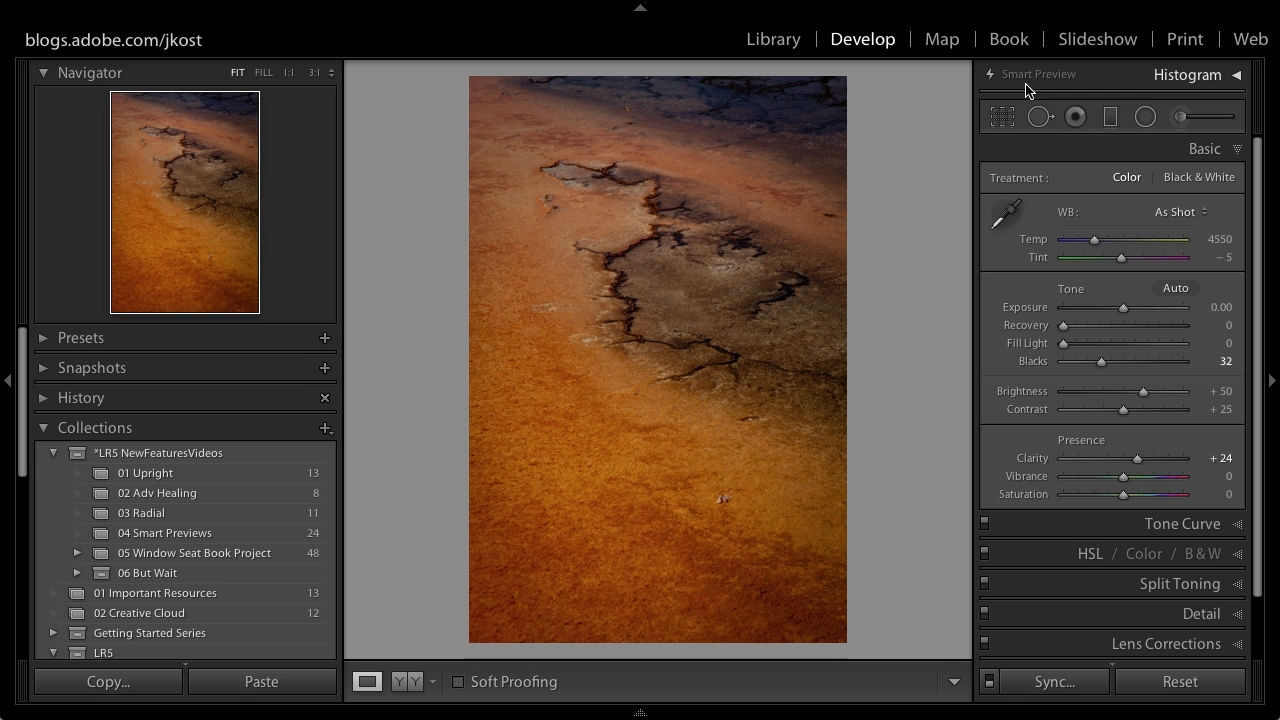 blogs.adobe.com/jkost
Library | Develop | Map | Book | Slideshow | Print | Web
Navigator FIT FILL 1:1 3:1
Presets
Snapshots
History
Collections
*LR5 NewFeaturesVideos
01 Upright 13
02 Adv Healing 8
03 Radial 11
04 Smart Previews 24
05 Window Seat Book Project 48
06 But Wait
01 Important Resources 13
02 Creative Cloud 12
Getting Started Series
LR5
Copy... Paste
Y Y Soft Proofing
Smart Preview Histogram
Basic
Treatment : Color | Black & White
WB : As Shot
Temp 4550
Tint – 5
Tone Auto
Exposure 0.00
Recovery 0
Fill Light 0
Blacks 32
Brightness + 50
Contrast + 25
Presence
Clarity + 24
Vibrance 0
Saturation 0
Tone Curve
HSL / Color / B & W
Split Toning
Detail
Lens Corrections
Sync... Reset